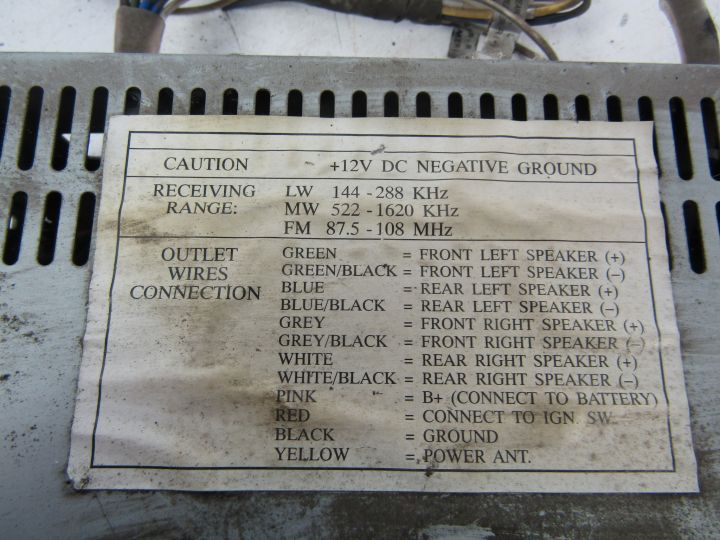 CAUTION +12V DC NEGATIVE GROUND
RECEIVING LW 144 - 288 KHz
RANGE: MW 522 - 1620 KHz
FM 87.5 - 108 MHz
OUTLET GREEN = FRONT LEFT SPEAKER (+)
WIRES GREEN/BLACK = FRONT LEFT SPEAKER (–)
CONNECTION BLUE = REAR LEFT SPEAKER (+)
BLUE/BLACK = REAR LEFT SPEAKER (–)
GREY = FRONT RIGHT SPEAKER (+)
GREY/BLACK = FRONT RIGHT SPEAKER (–)
WHITE = REAR RIGHT SPEAKER (+)
WHITE/BLACK = REAR RIGHT SPEAKER (–)
PINK = B+ (CONNECT TO BATTERY)
RED = CONNECT TO IGN. SW.
BLACK = GROUND
YELLOW = POWER ANT.